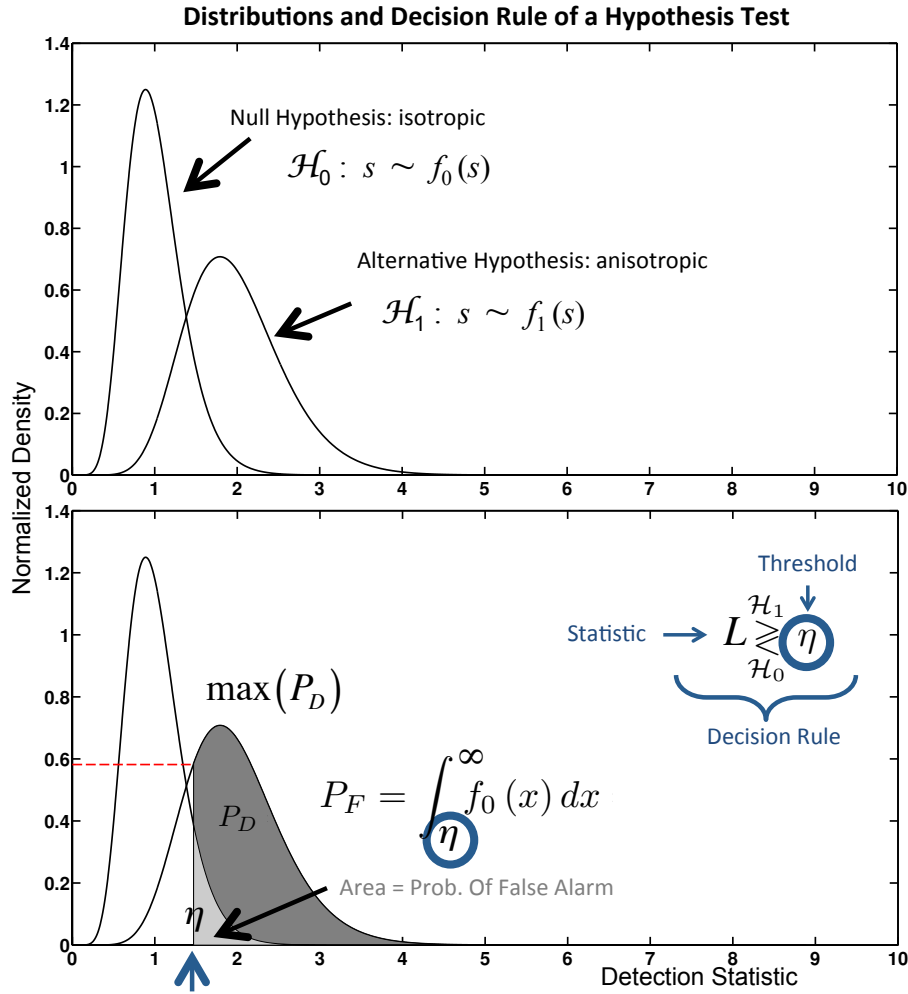 Distributions and Decision Rule of a Hypothesis Test
1.4
1.2
1
0.8
0.6
0.4
0.2
0
Null Hypothesis: isotropic
ℋ₀ : s ~ f₀(s)
Alternative Hypothesis: anisotropic
ℋ₁ : s ~ f₁(s)
0 1 2 3 4 5 6 7 8 9 10
Normalized Density
1.4
1.2
1
0.8
0.6
0.4
0.2
0
Threshold
Statistic
L ≷ η
ℋ₁
ℋ₀
Decision Rule
max(P_D)
P_D
P_F = ∫_η^∞ f₀ (x) dx
Area = Prob. Of False Alarm
η
0 1 2 3 4 5 6 7 8 9 10
Detection Statistic